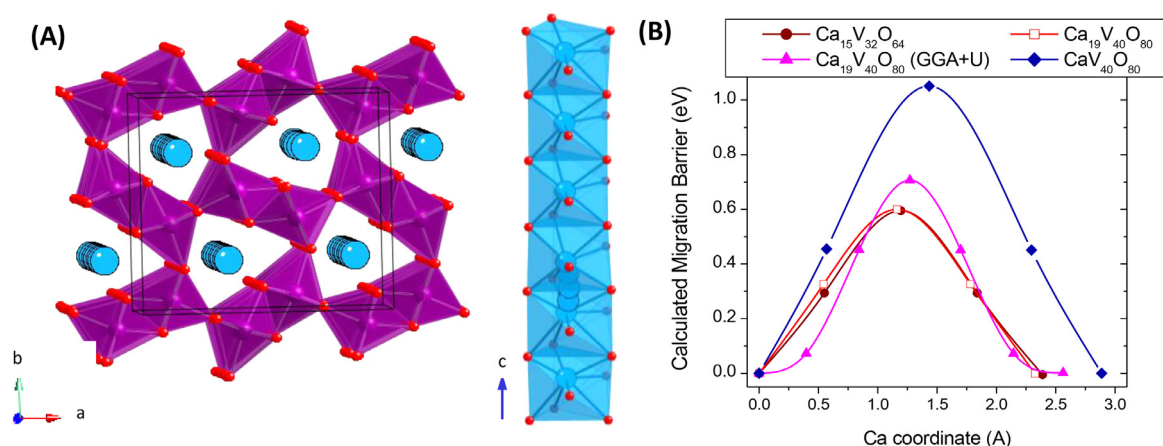 (A)
b
a
c
(B)
Ca₁₅V₃₂O₆₄
Ca₁₉V₄₀O₈₀
Ca₁₉V₄₀O₈₀ (GGA+U)
CaV₄₀O₈₀
Calculated Migration Barrier (eV)
1.0
0.8
0.6
0.4
0.2
0.0
0.0 0.5 1.0 1.5 2.0 2.5 3.0
Ca coordinate (A)